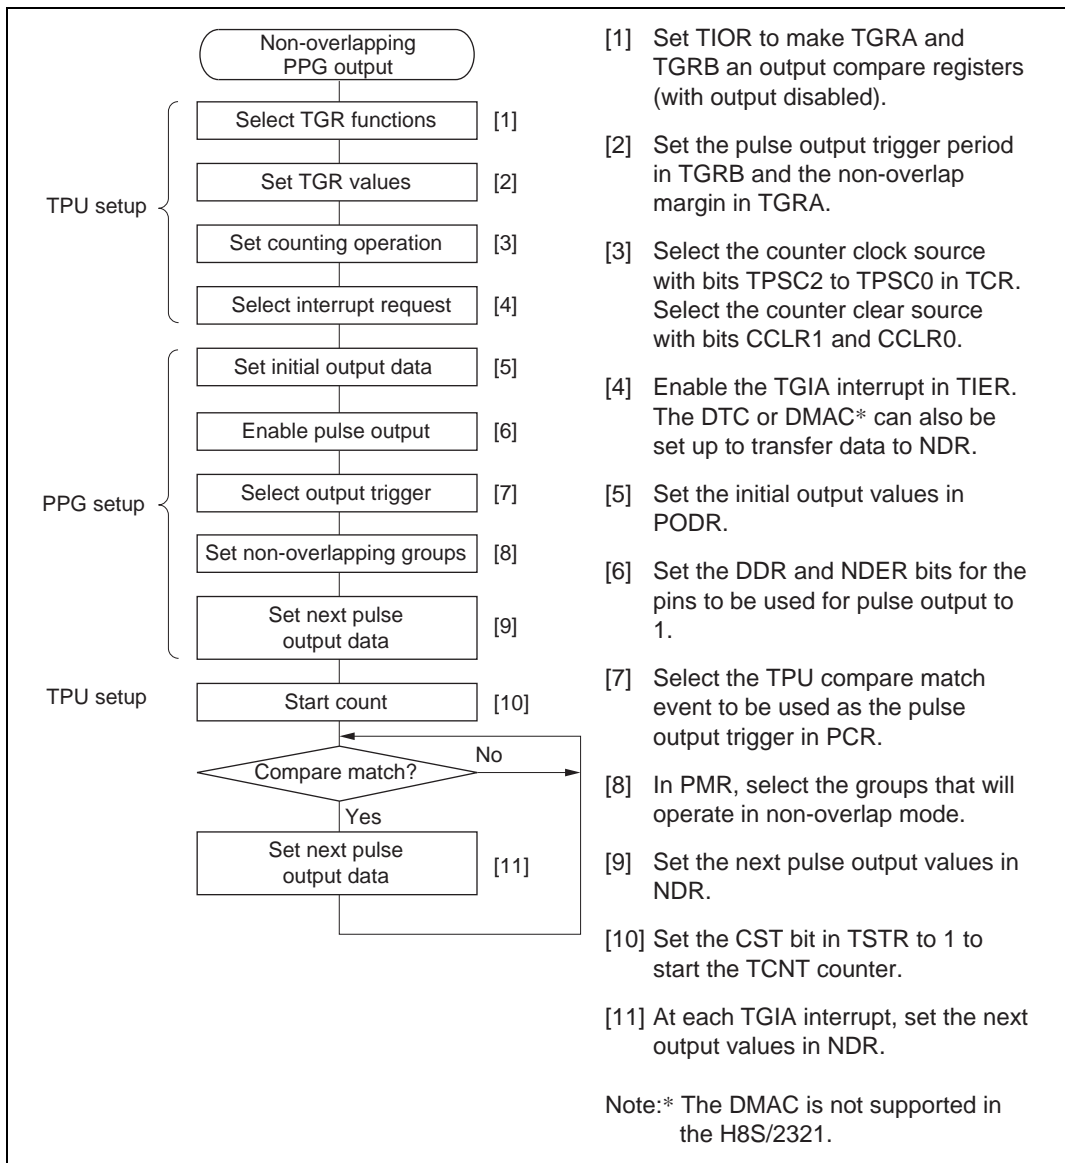 Non-overlapping
PPG output
Select TGR functions [1]
Set TGR values [2]
TPU setup
Set counting operation [3]
Select interrupt request [4]
Set initial output data [5]
Enable pulse output [6]
PPG setup
Select output trigger [7]
Set non-overlapping groups [8]
Set next pulse
output data [9]
TPU setup
Start count [10]
Compare match?
No
Yes
Set next pulse
output data [11]
[1] Set TIOR to make TGRA and
TGRB an output compare registers
(with output disabled).
[2] Set the pulse output trigger period
in TGRB and the non-overlap
margin in TGRA.
[3] Select the counter clock source
with bits TPSC2 to TPSC0 in TCR.
Select the counter clear source
with bits CCLR1 and CCLR0.
[4] Enable the TGIA interrupt in TIER.
The DTC or DMAC* can also be
set up to transfer data to NDR.
[5] Set the initial output values in
PODR.
[6] Set the DDR and NDER bits for the
pins to be used for pulse output to
1.
[7] Select the TPU compare match
event to be used as the pulse
output trigger in PCR.
[8] In PMR, select the groups that will
operate in non-overlap mode.
[9] Set the next pulse output values in
NDR.
[10] Set the CST bit in TSTR to 1 to
start the TCNT counter.
[11] At each TGIA interrupt, set the next
output values in NDR.
Note:* The DMAC is not supported in
the H8S/2321.